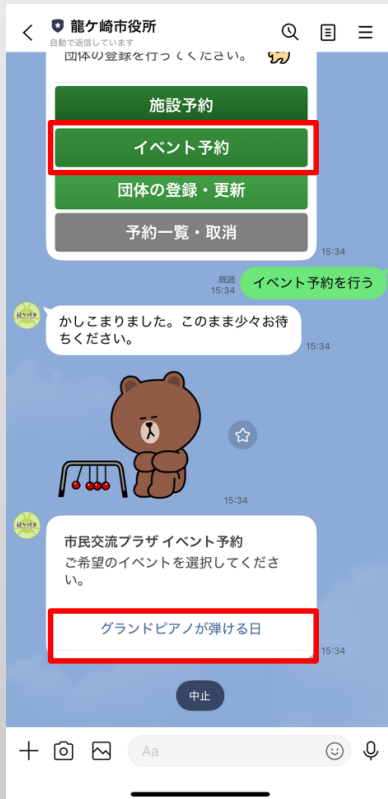 龍ケ崎市役所
自動で返信しています
団体の登録を行ってください。
施設予約
イベント予約
団体の登録・更新
予約一覧・取消
15:34
既読
15:34
イベント予約を行う
かしこまりました。このまま少々お待
ちください。
15:34
15:34
市民交流プラザ イベント予約
ご希望のイベントを選択してくださ
い。
グランドピアノが弾ける日
15:34
中止
Aa